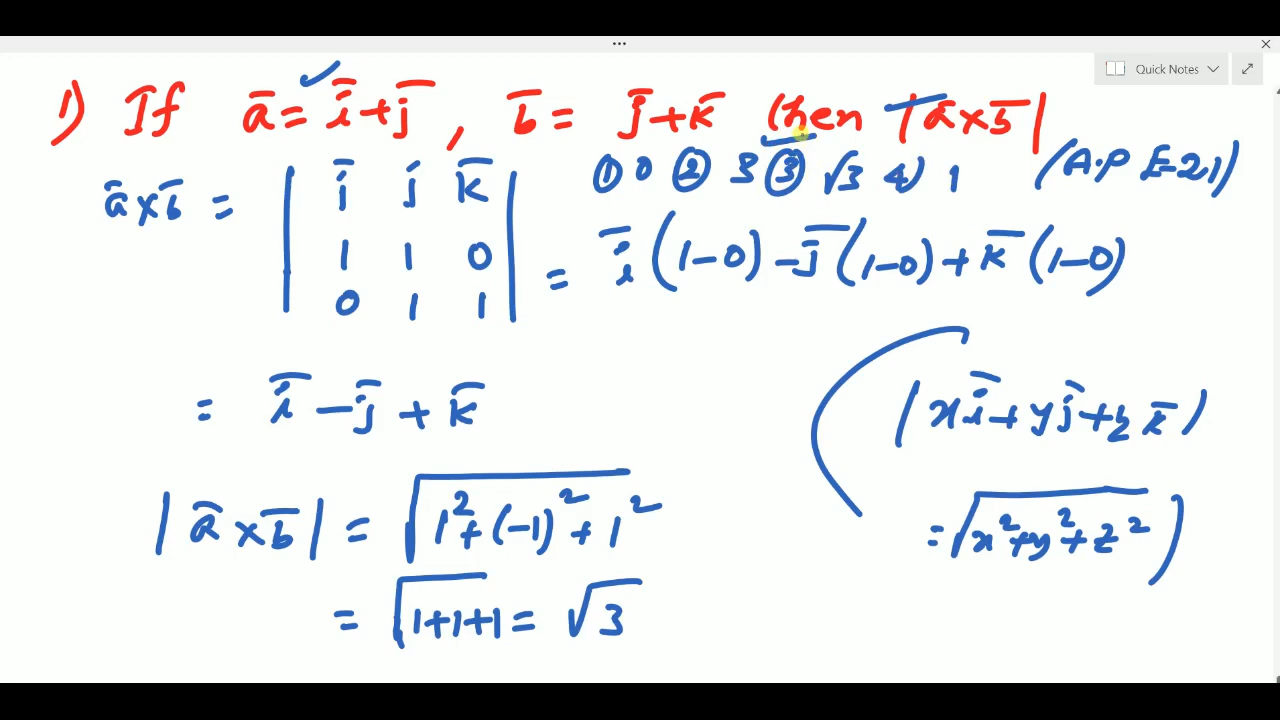 Quick Notes
1) If a̅ = i̅+j̅, b̅ = j̅+k̅ then |a̅×b̅|
① 0 ② 3 ③ √3 4) 1 (A.P E-21)
a̅×b̅ = | i̅ j̅ k̅ |
| 1 1 0 |
| 0 1 1 |
= i̅(1-0) - j̅(1-0) + k̅(1-0)
= i̅ - j̅ + k̅
|xi̅+yj̅+zk̅|
= √x²+y²+z² )
|a̅×b̅| = √1²+(-1)²+1²
= √1+1+1 = √3